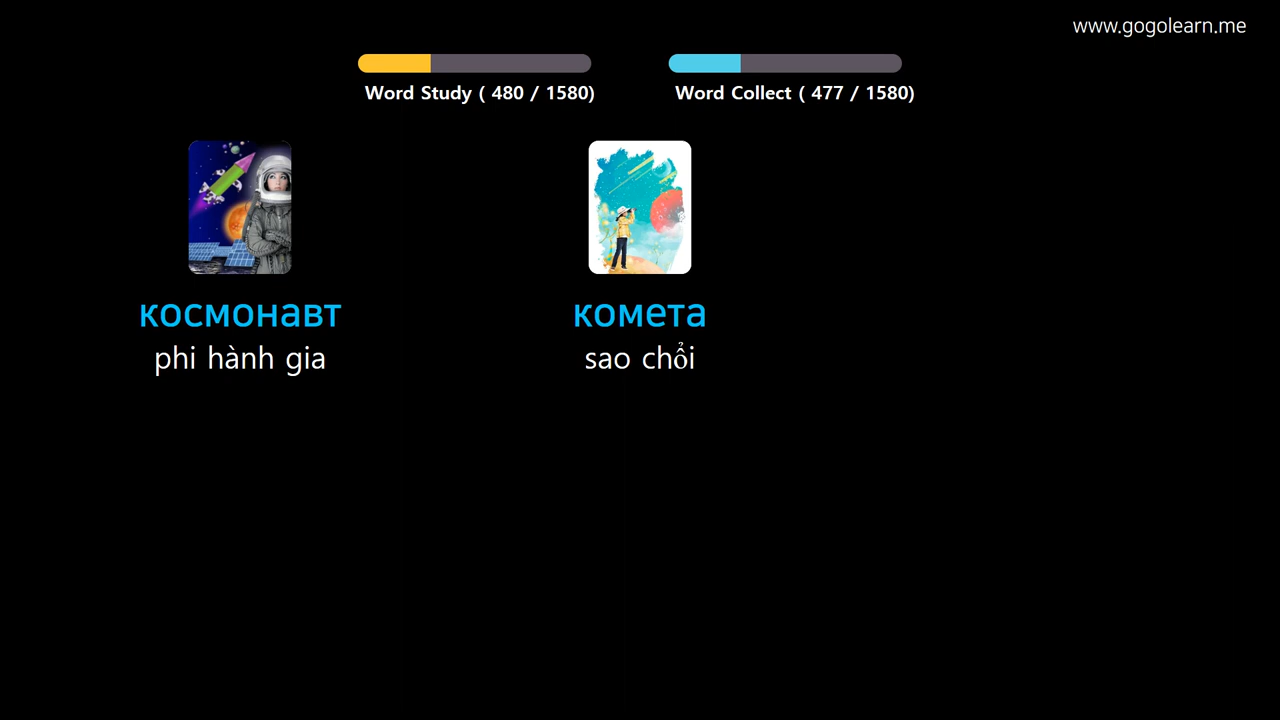 www.gogolearn.me
Word Study ( 480 / 1580)
Word Collect ( 477 / 1580)
космонавт
phi hành gia
комета
sao chổi